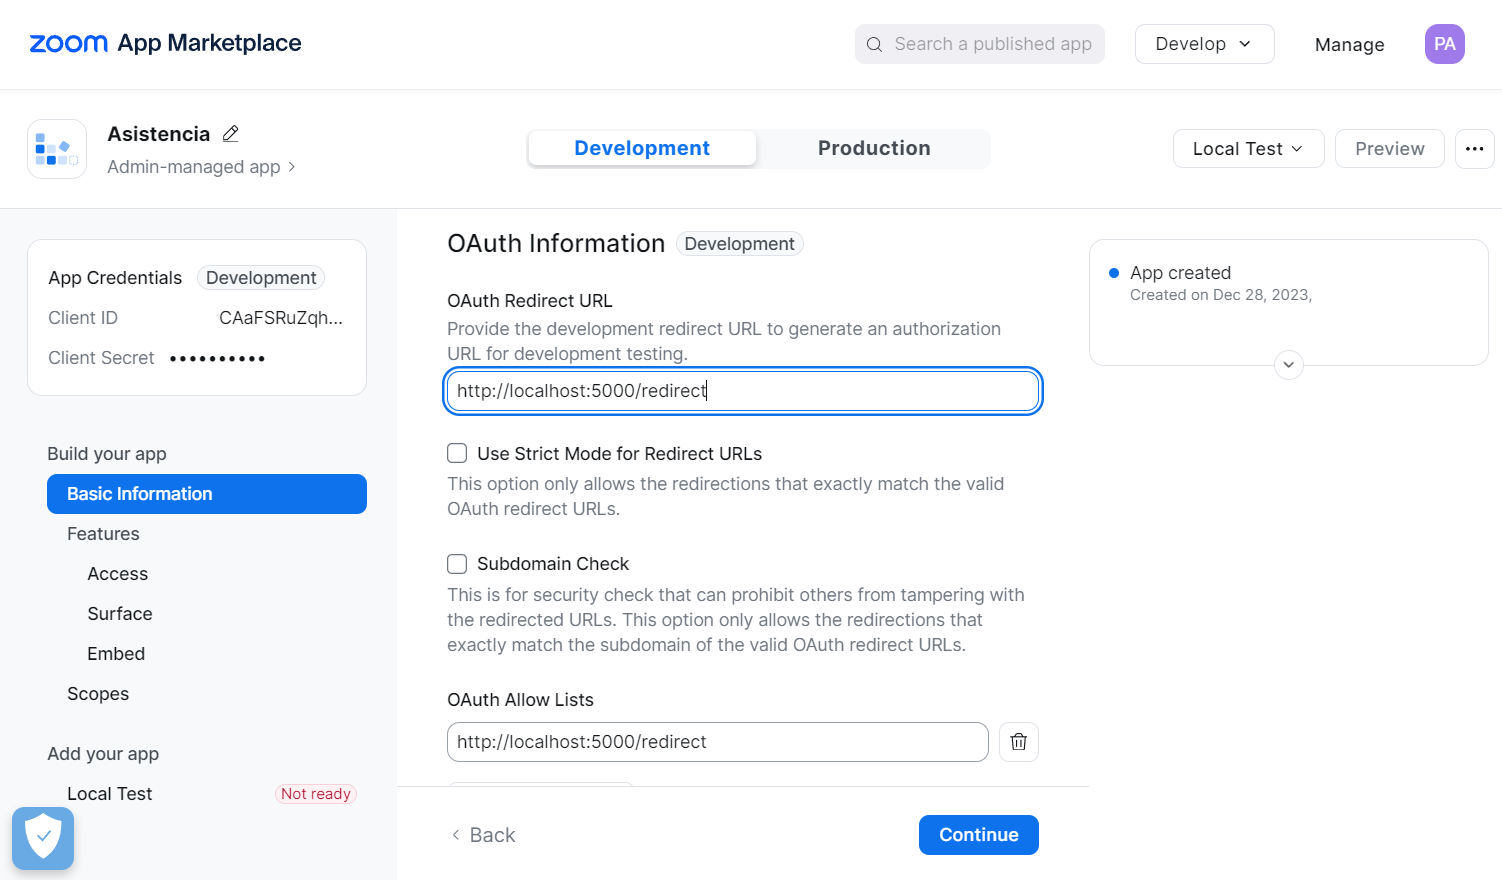 zoom App Marketplace
Search a published app
Develop
Manage
PA
Asistencia
Admin-managed app
Development
Production
Local Test
Preview
App Credentials
Development
Client ID
CAaFSRuZqh...
Client Secret
Build your app
Basic Information
Features
Access
Surface
Embed
Scopes
Add your app
Local Test
Not ready
OAuth Information
Development
OAuth Redirect URL
Provide the development redirect URL to generate an authorization
URL for development testing.
http://localhost:5000/redirect
Use Strict Mode for Redirect URLs
This option only allows the redirections that exactly match the valid
OAuth redirect URLs.
Subdomain Check
This is for security check that can prohibit others from tampering with
the redirected URLs. This option only allows the redirections that
exactly match the subdomain of the valid OAuth redirect URLs.
OAuth Allow Lists
http://localhost:5000/redirect
Back
Continue
App created
Created on Dec 28, 2023,